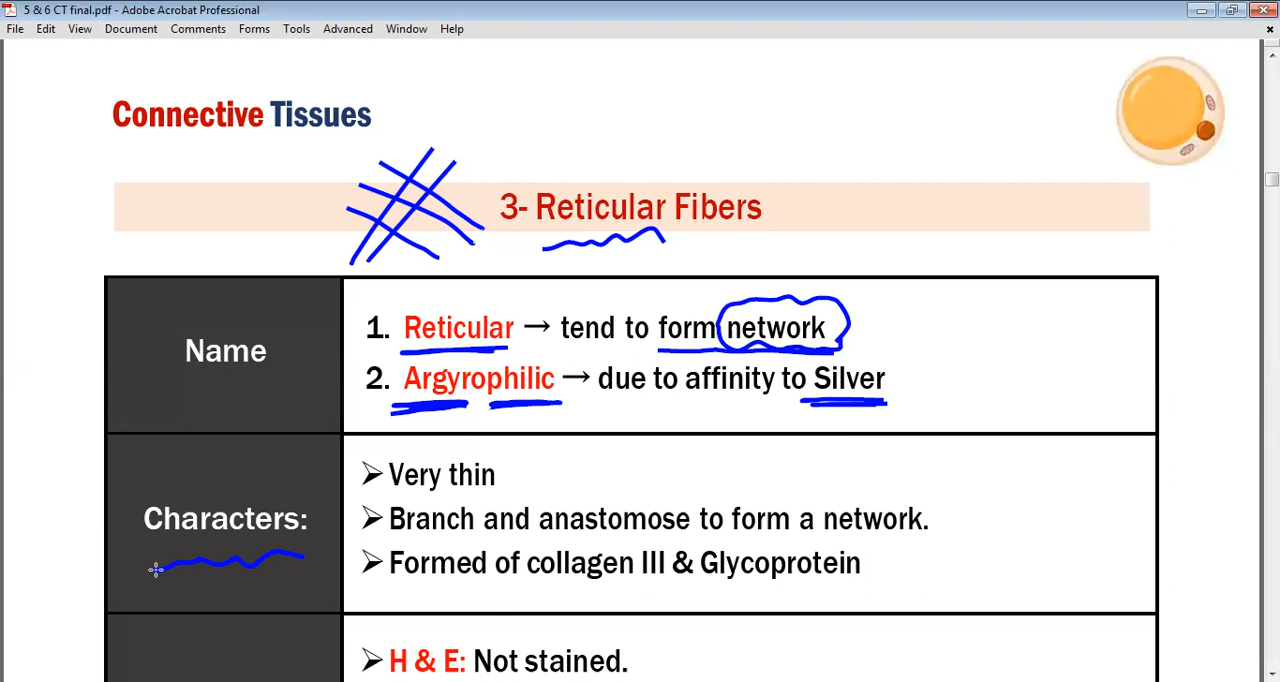 5 & 6 CT final.pdf - Adobe Acrobat Professional
File Edit View Document Comments Forms Tools Advanced Window Help
Connective Tissues
3- Reticular Fibers
Name
1. Reticular → tend to form network
2. Argyrophilic → due to affinity to Silver
Characters:
➢ Very thin
➢ Branch and anastomose to form a network.
➢ Formed of collagen III & Glycoprotein
➢ H & E: Not stained.